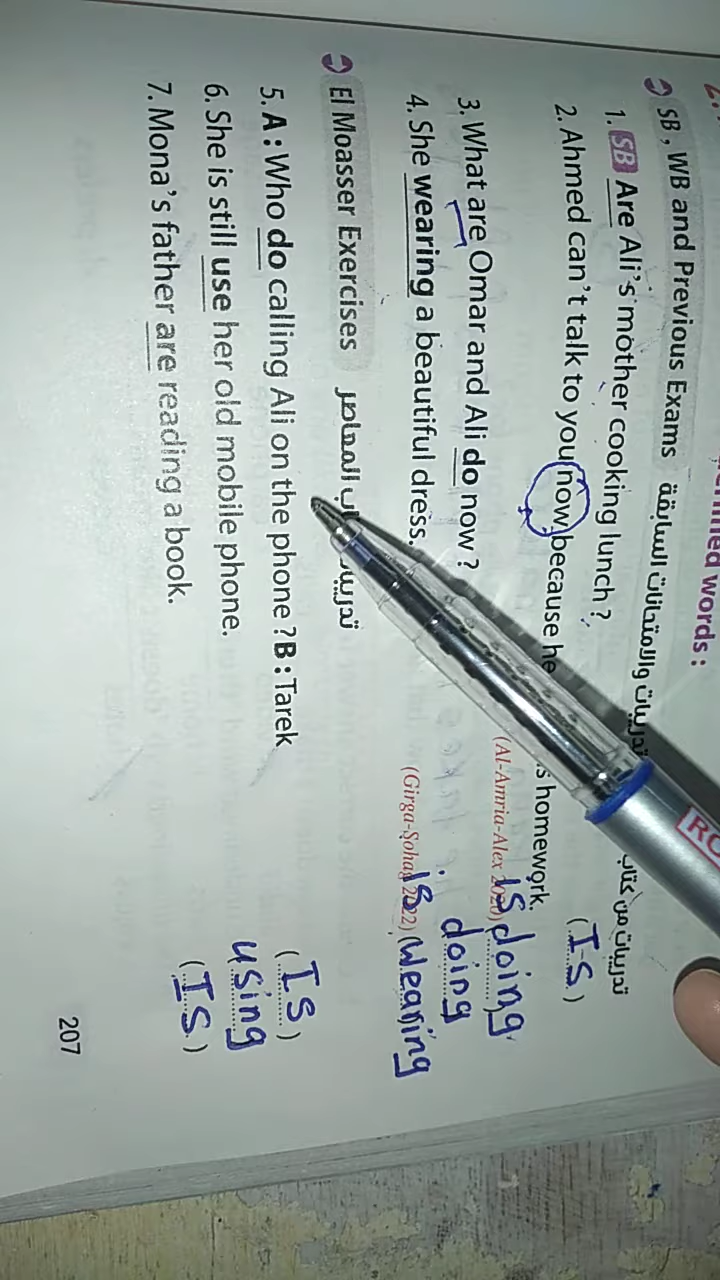 words :
SB, WB and Previous Exams تدريبات من كتاب تدريبات والامتحانات السابقة
1. SB Are Ali's mother cooking lunch? (I.S.)
2. Ahmed can't talk to you now because he s homework. is doing
(Al-Amria-Alex 2020)
3. What are Omar and Ali do now? doing
4. She wearing a beautiful dress. (Girga-Sohag 2022) (is wearing
El Moasser Exercises تدريبات المعاصر
5. A : Who do calling Ali on the phone? B : Tarek (I.S...)
6. She is still use her old mobile phone. using
7. Mona's father are reading a book. (I.S.)
207